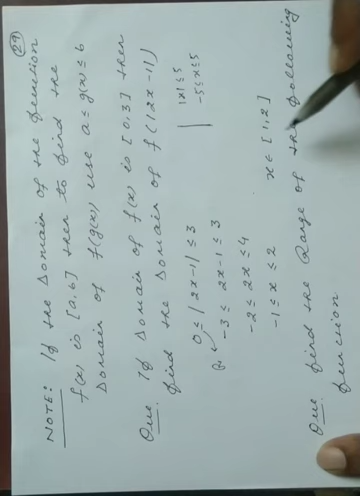 29
NOTE: If the Domain of the function
f(x) is [a,b] then to find the
Domain of f(g(x)) use a ≤ g(x) ≤ b
Que If Domain of f(x) is [0,3] then
find the Domain of f(|2x-1|)
0 ≤ |2x-1| ≤ 3
-3 ≤ 2x-1 ≤ 3
-2 ≤ 2x ≤ 4
-1 ≤ x ≤ 2
x ∈ [1,2]
|x| ≤ 5
-5 ≤ x ≤ 5
Que find the Range of the following
function